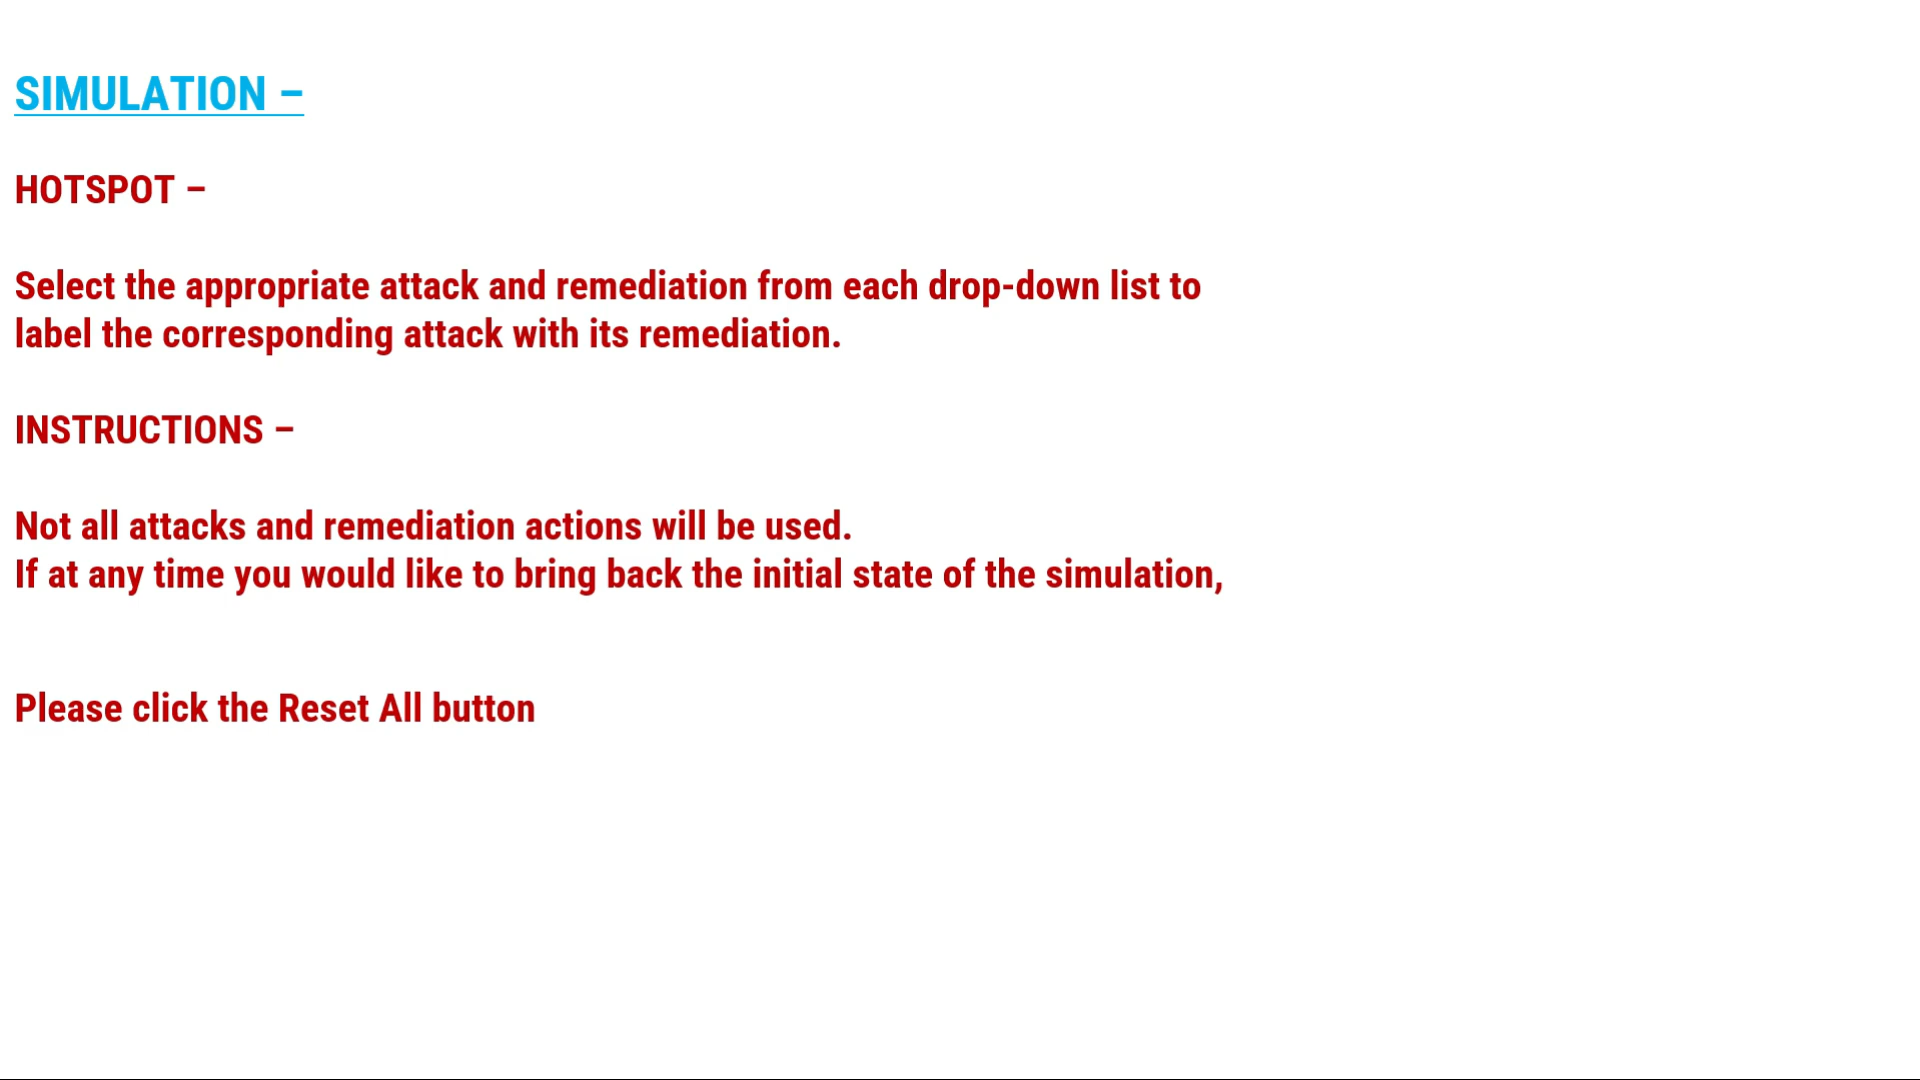 SIMULATION –
HOTSPOT –
Select the appropriate attack and remediation from each drop-down list to
label the corresponding attack with its remediation.
INSTRUCTIONS –
Not all attacks and remediation actions will be used.
If at any time you would like to bring back the initial state of the simulation,
Please click the Reset All button